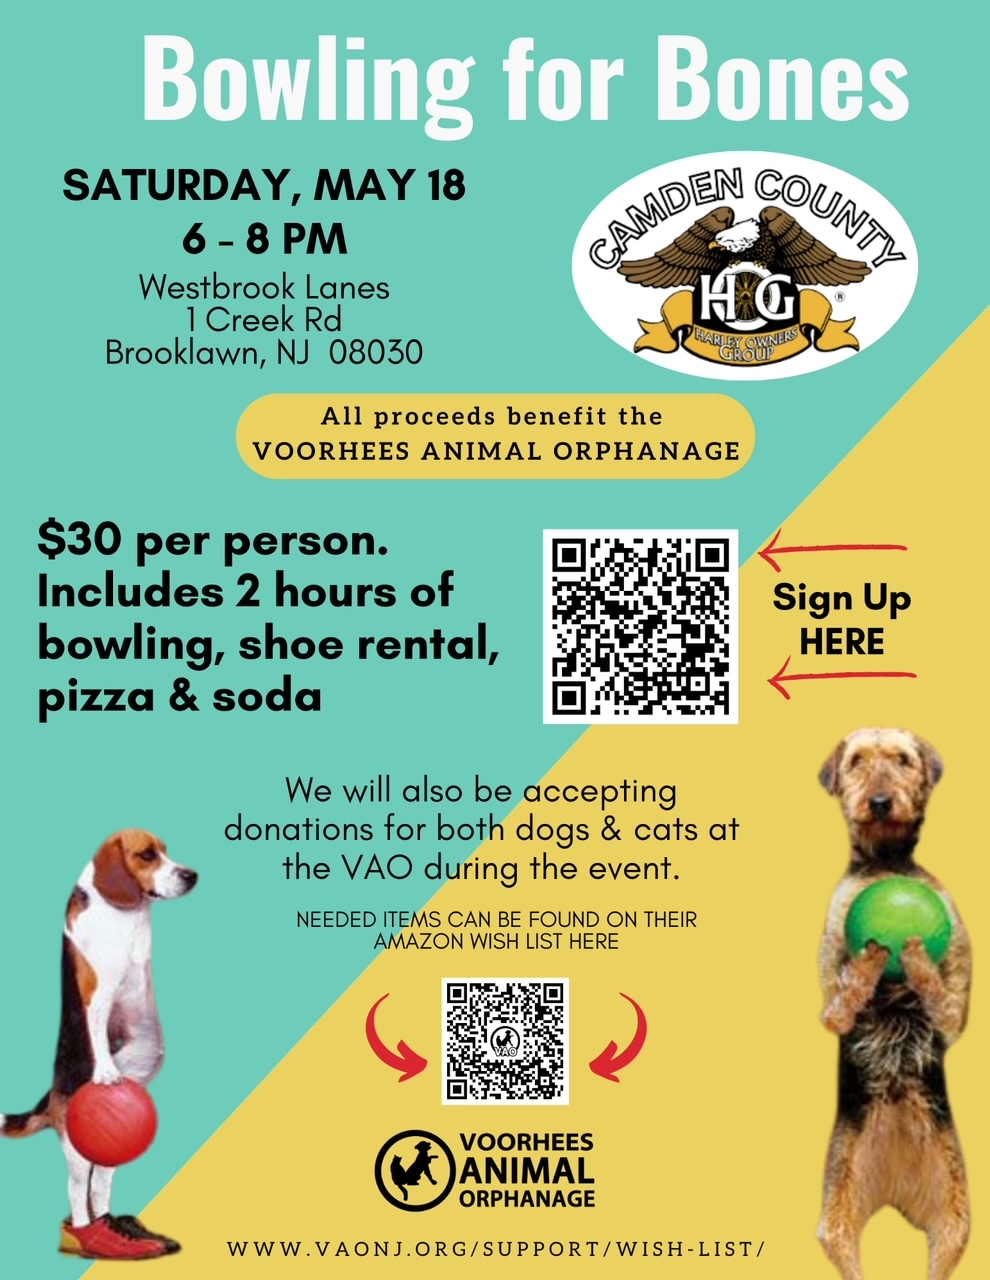 Bowling for Bones
SATURDAY, MAY 18
6 - 8 PM
Westbrook Lanes
1 Creek Rd
Brooklawn, NJ 08030
CAMDEN COUNTY
HOG
®
HARLEY OWNERS
GROUP
All proceeds benefit the
VOORHEES ANIMAL ORPHANAGE
$30 per person.
Includes 2 hours of
bowling, shoe rental,
pizza & soda
Sign Up
HERE
We will also be accepting
donations for both dogs & cats at
the VAO during the event.
NEEDED ITEMS CAN BE FOUND ON THEIR
AMAZON WISH LIST HERE
VAO
VOORHEES
ANIMAL
ORPHANAGE
WWW.VAONJ.ORG/SUPPORT/WISH-LIST/